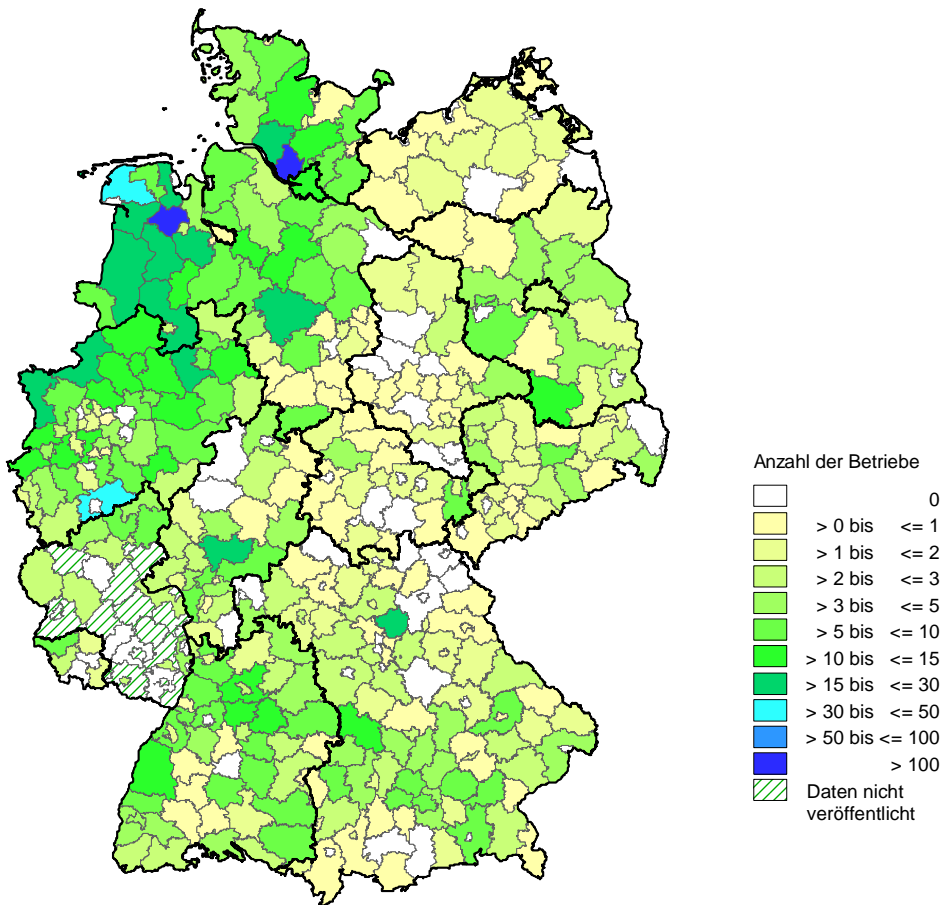 Anzahl der Betriebe
0
> 0 bis <= 1
> 1 bis <= 2
> 2 bis <= 3
> 3 bis <= 5
> 5 bis <= 10
> 10 bis <= 15
> 15 bis <= 30
> 30 bis <= 50
> 50 bis <= 100
> 100
Daten nicht
veröffentlicht